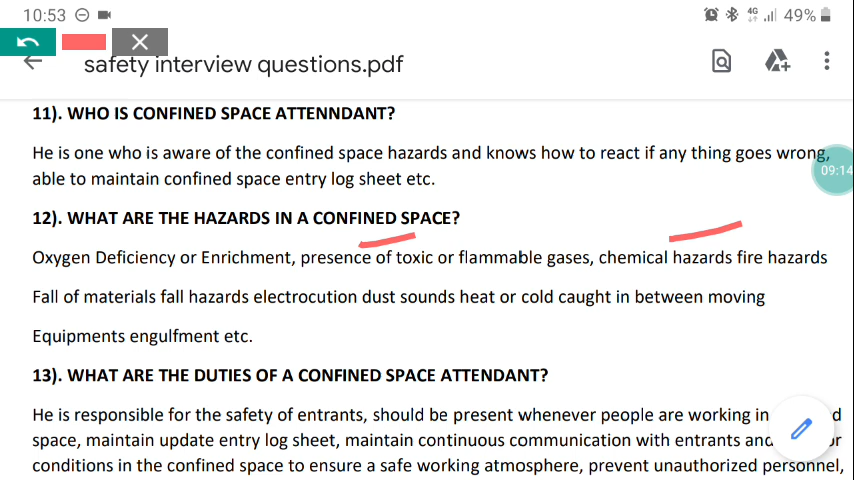 10:53 4G 49%
safety interview questions.pdf
11). WHO IS CONFINED SPACE ATTENNDANT?
He is one who is aware of the confined space hazards and knows how to react if any thing goes wrong,
09:14
able to maintain confined space entry log sheet etc.
12). WHAT ARE THE HAZARDS IN A CONFINED SPACE?
Oxygen Deficiency or Enrichment, presence of toxic or flammable gases, chemical hazards fire hazards
Fall of materials fall hazards electrocution dust sounds heat or cold caught in between moving
Equipments engulfment etc.
13). WHAT ARE THE DUTIES OF A CONFINED SPACE ATTENDANT?
He is responsible for the safety of entrants, should be present whenever people are working in
space, maintain update entry log sheet, maintain continuous communication with entrants and
conditions in the confined space to ensure a safe working atmosphere, prevent unauthorized personnel,